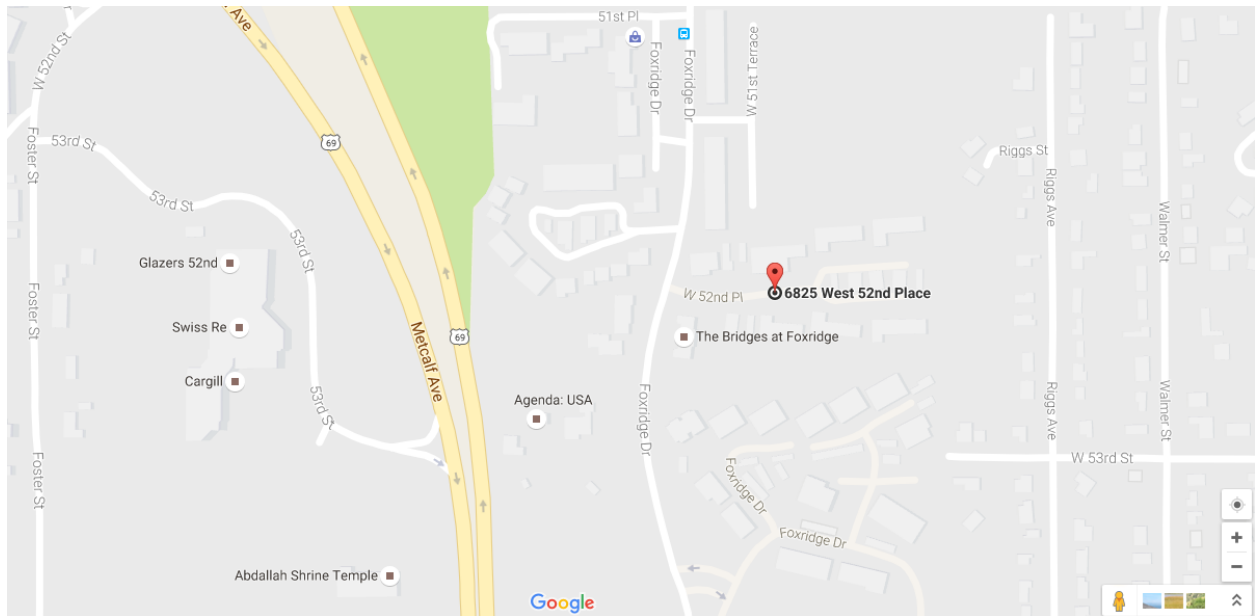 Ave
51st Pl
W 52nd St
Foxridge Dr
Foxridge Dr
W 51st Terrace
69
53rd St
Foster St
Riggs St
Riggs Ave
Walmer St
53rd St
53rd St
Glazers 52nd
6825 West 52nd Place
W 52nd Pl
Foster St
Swiss Re
Metcalf Ave
69
The Bridges at Foxridge
Cargill
53rd St
Agenda: USA
Foxridge Dr
Riggs Ave
Walmer St
W 53rd St
Foster St
Foxridge Dr
Foxridge Dr
Abdallah Shrine Temple
Google